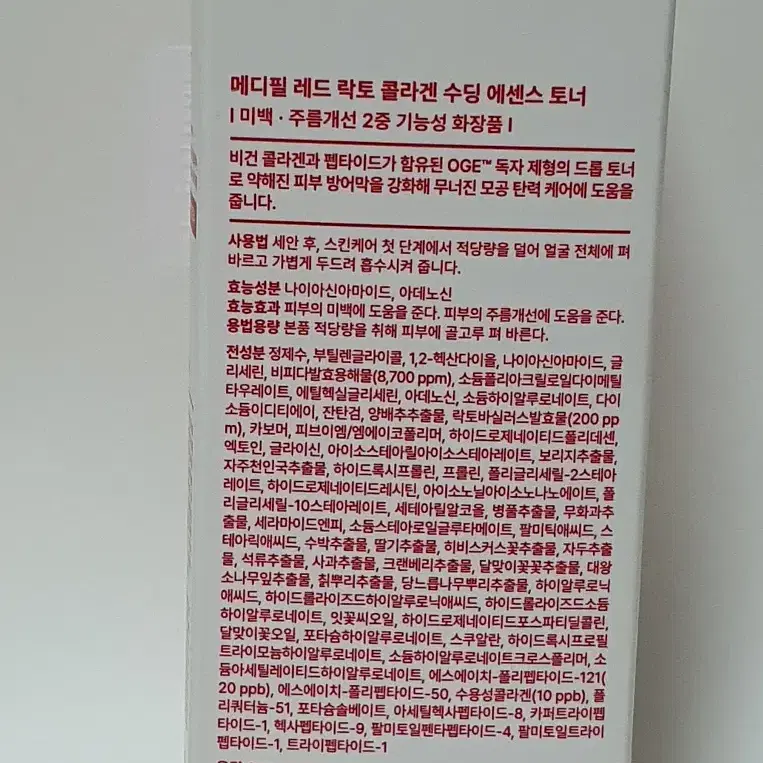 메디필 레드 락토 콜라겐 수딩 에센스 토너
| 미백 · 주름개선 2중 기능성 화장품 |
비건 콜라겐과 펩타이드가 함유된 OGE™ 독자 제형의 드롭 토너
로 약해진 피부 방어막을 강화해 무너진 모공 탄력 케어에 도움을
줍니다.
사용법 세안 후, 스킨케어 첫 단계에서 적당량을 덜어 얼굴 전체에 펴
바르고 가볍게 두드려 흡수시켜 줍니다.
효능성분 나이아신아마이드, 아데노신
효능효과 피부의 미백에 도움을 준다. 피부의 주름개선에 도움을 준다.
용법용량 본품 적당량을 취해 피부에 골고루 펴 바른다.
전성분 정제수, 부틸렌글라이콜, 1,2-헥산다이올, 나이아신아마이드, 글
리세린, 비피다발효용해물(8,700 ppm), 소듐폴리아크릴로일다이메틸
타우레이트, 에틸헥실글리세린, 아데노신, 소듐하이알루로네이트, 다이
소듐이디티에이, 잔탄검, 양배추추출물, 락토바실러스발효물(200 pp
m), 카보머, 피브이엠/엠에이코폴리머, 하이드로제네이티드폴리데센,
엑토인, 글라이신, 아이소스테아릴아이소스테아레이트, 보리지추출물,
자주천인국추출물, 하이드록시프롤린, 프롤린, 폴리글리세릴-2스테아
레이트, 하이드로제네이티드레시틴, 아이소노닐아이소노나노에이트, 폴
리글리세릴-10스테아레이트, 세테아릴알코올, 병풀추출물, 무화과추
출물, 세라마이드엔피, 소듐스테아로일글루타메이트, 팔미틱애씨드, 스
테아릭애씨드, 수박추출물, 딸기추출물, 히비스커스꽃추출물, 자두추출
물, 석류추출물, 사과추출물, 크랜베리추출물, 달맞이꽃꽃추출물, 대왕
소나무잎추출물, 칡뿌리추출물, 당느릅나무뿌리추출물, 하이알루로닉
애씨드, 하이드롤라이즈드하이알루로닉애씨드, 하이드롤라이즈드소듐
하이알루로네이트, 잇꽃씨오일, 하이드로제네이티드포스파티딜콜린,
달맞이꽃오일, 포타슘하이알루로네이트, 스쿠알란, 하이드록시프로필
트라이모늄하이알루로네이트, 소듐하이알루로네이트크로스폴리머, 소
듐아세틸레이티드하이알루로네이트, 에스에이치-폴리펩타이드-121(
20 ppb), 에스에이치-폴리펩타이드-50, 수용성콜라겐(10 ppb), 폴
리쿼터늄-51, 포타슘솔베이트, 아세틸헥사펩타이드-8, 카퍼트라이펩
타이드-1, 헥사펩타이드-9, 팔미토일펜타펩타이드-4, 팔미토일트라이
펩타이드-1, 트라이펩타이드-1